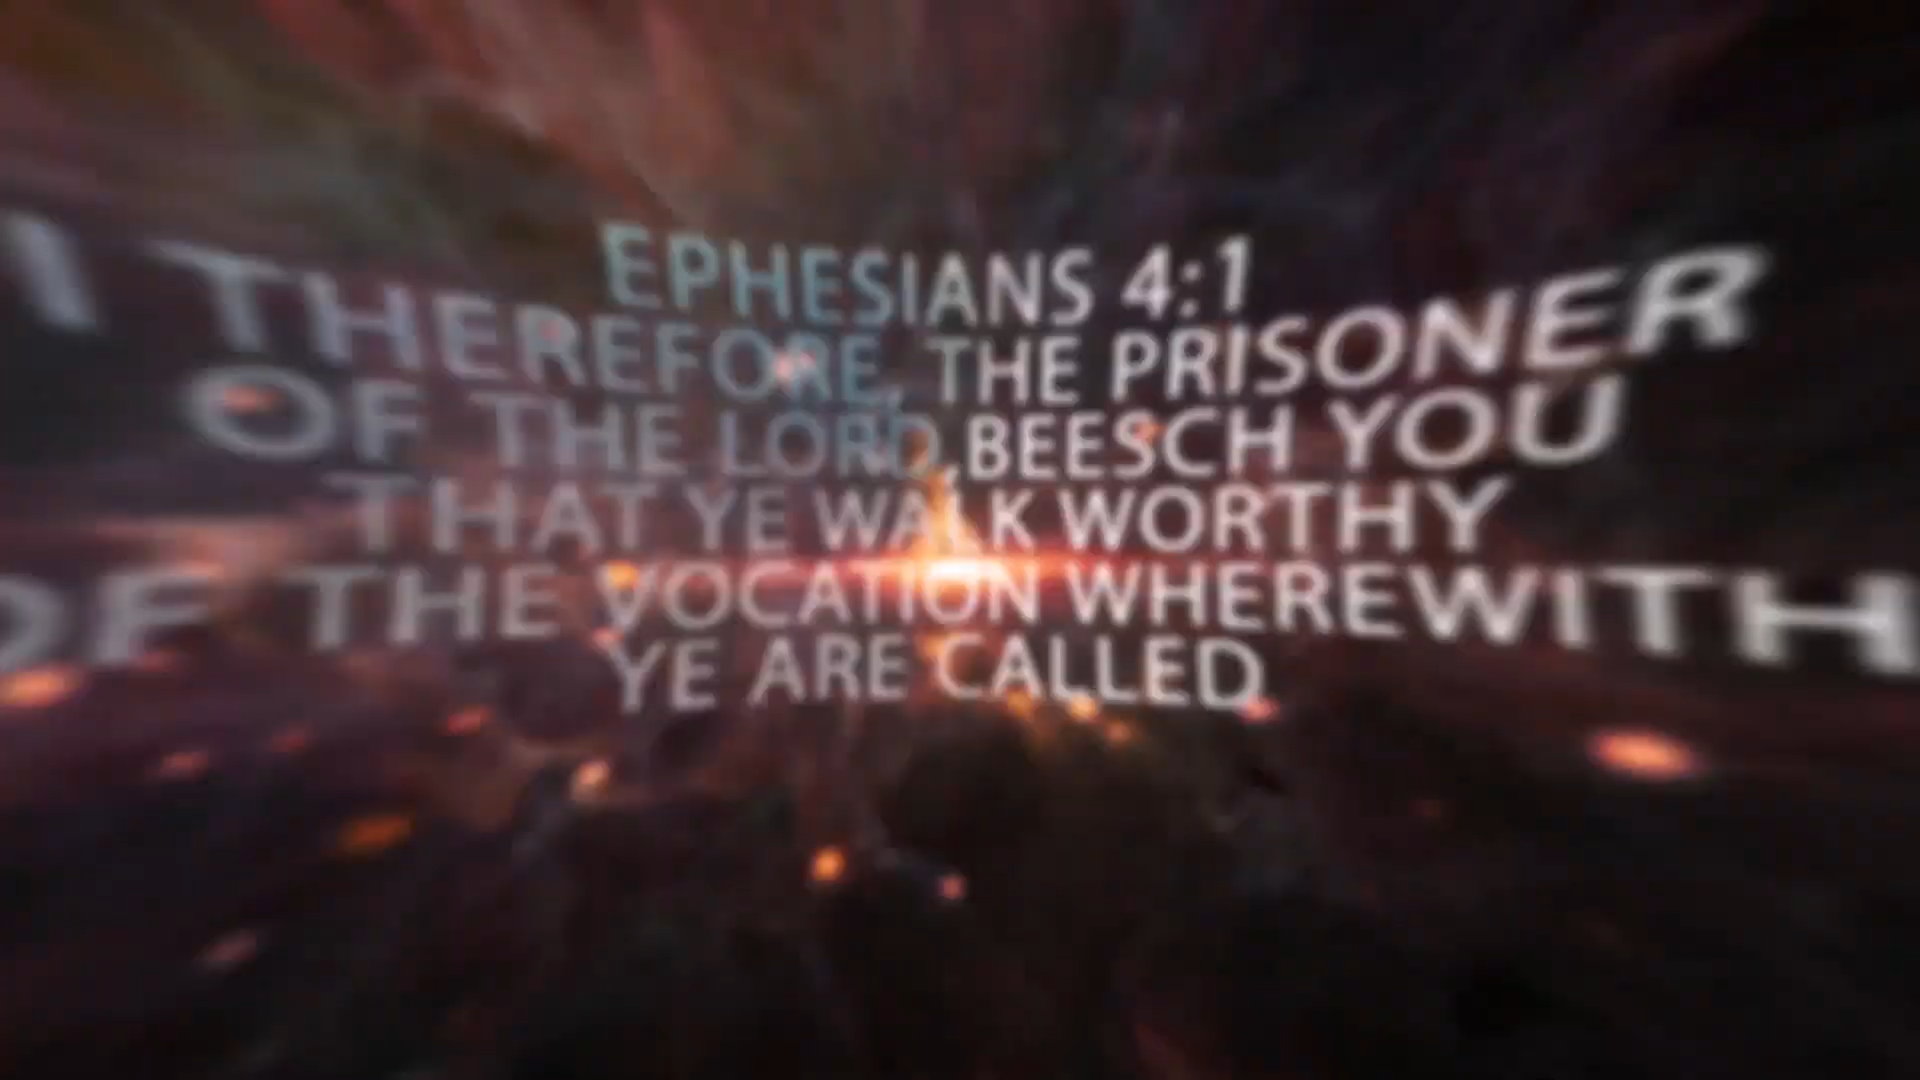 EPHESIANS 4:1
I THEREFORE, THE PRISONER
OF THE LORD,BEESCH YOU
THAT YE WALK WORTHY
OF THE VOCATION WHEREWITH
YE ARE CALLED